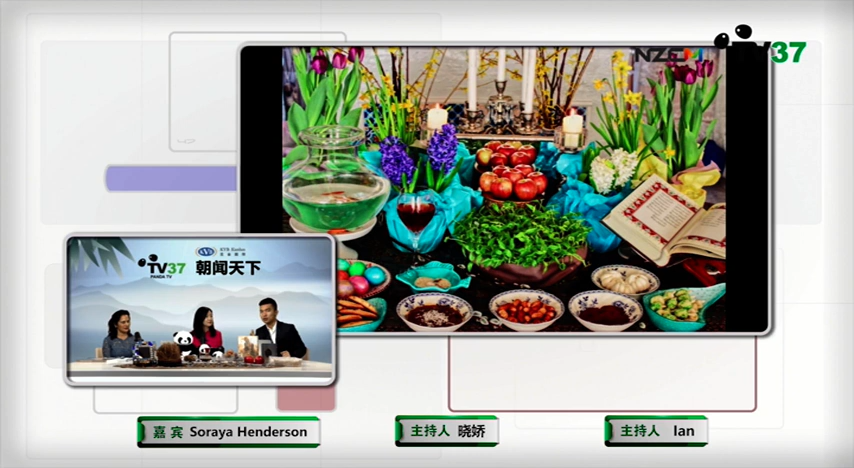 NZEM
TV37
TV37
PANDA TV
朝闻天下
嘉 宾 Soraya Henderson
主持人 晓娇
主持人 Ian